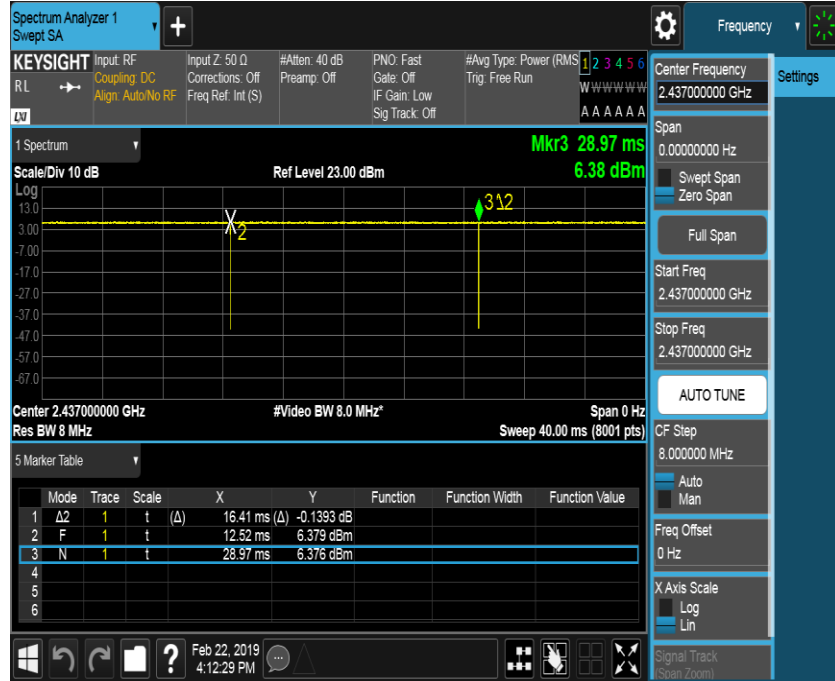 Spectrum Analyzer 1
Swept SA
+
Frequency
KEYSIGHT
RL
LXI
Input: RF
Coupling: DC
Align: Auto/No RF
Input Z: 50 Ω
Corrections: Off
Freq Ref: Int (S)
#Atten: 40 dB
Preamp: Off
PNO: Fast
Gate: Off
IF Gain: Low
Sig Track: Off
#Avg Type: Power (RMS
Trig: Free Run
1 2 3 4 5 6
W W W W W W
A A A A A A
Center Frequency
2.437000000 GHz
Settings
Span
0.00000000 Hz
Swept Span
Zero Span
Full Span
Start Freq
2.437000000 GHz
Stop Freq
2.437000000 GHz
AUTO TUNE
CF Step
8.000000 MHz
Auto
Man
Freq Offset
0 Hz
X Axis Scale
Log
Lin
Signal Track
(Span Zoom)
1 Spectrum
Mkr3 28.97 ms
Scale/Div 10 dB
Ref Level 23.00 dBm
6.38 dBm
Log
13.0
3.00
-7.00
-17.0
-27.0
-37.0
-47.0
-57.0
-67.0
2
3Δ2
Center 2.437000000 GHz
#Video BW 8.0 MHz*
Span 0 Hz
Res BW 8 MHz
Sweep 40.00 ms (8001 pts)
5 Marker Table
Mode Trace Scale X Y Function Function Width Function Value
1 Δ2 1 t (Δ) 16.41 ms (Δ) -0.1393 dB
2 F 1 t 12.52 ms 6.379 dBm
3 N 1 t 28.97 ms 6.376 dBm
4
5
6
?
Feb 22, 2019
4:12:29 PM